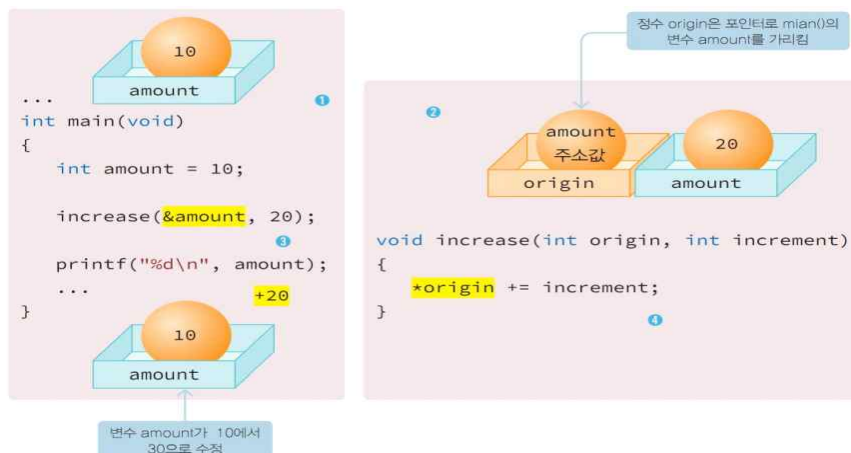 10
amount
...
❶
int main(void)
{
int amount = 10;
increase(&amount, 20);
❸
printf("%d\n", amount);
...
+20
}
10
amount
변수 amount가 10에서
30으로 수정
정수 origin은 포인터로 mian()의
변수 amount를 가리킴
❷
amount
주소값
origin
20
amount
void increase(int origin, int increment)
{
*origin += increment;
}
❹